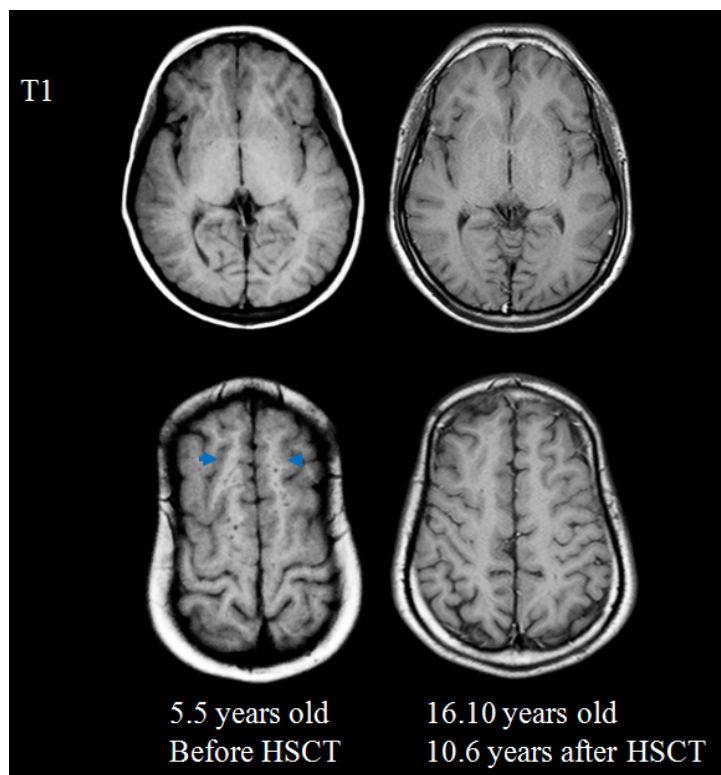 T1
5.5 years old
Before HSCT
16.10 years old
10.6 years after HSCT